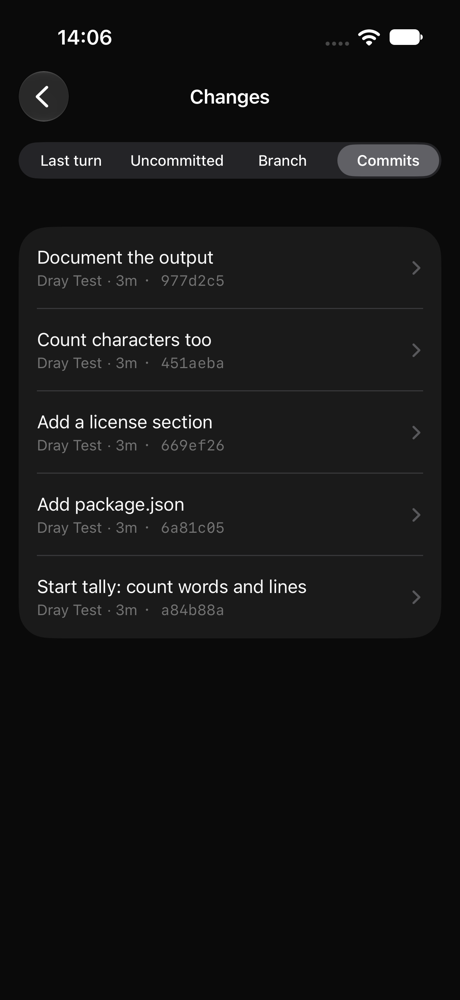 14:06
Changes
Last turn
Uncommitted
Branch
Commits
Document the output
Dray Test · 3m · 977d2c5
Count characters too
Dray Test · 3m · 451aeba
Add a license section
Dray Test · 3m · 669ef26
Add package.json
Dray Test · 3m · 6a81c05
Start tally: count words and lines
Dray Test · 3m · a84b88a